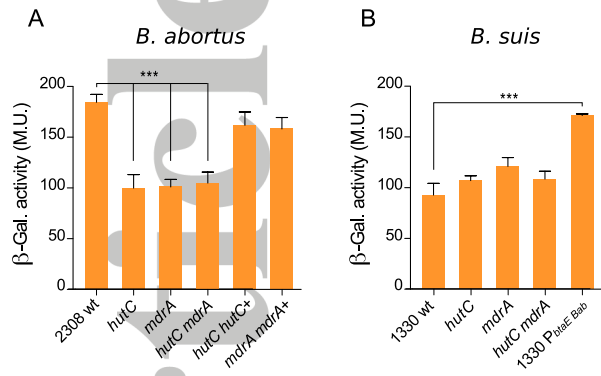 A
B. abortus
B
B. suis
***
***
200
150
100
50
0
β-Gal. activity (M.U.)
2308 wt
hutC
mdrA
hutC mdrA
hutC hutC+
mdrA mdrA+
200
150
100
50
0
β-Gal. activity (M.U.)
1330 wt
hutC
mdrA
hutC mdrA
1330 PbtaE Bab